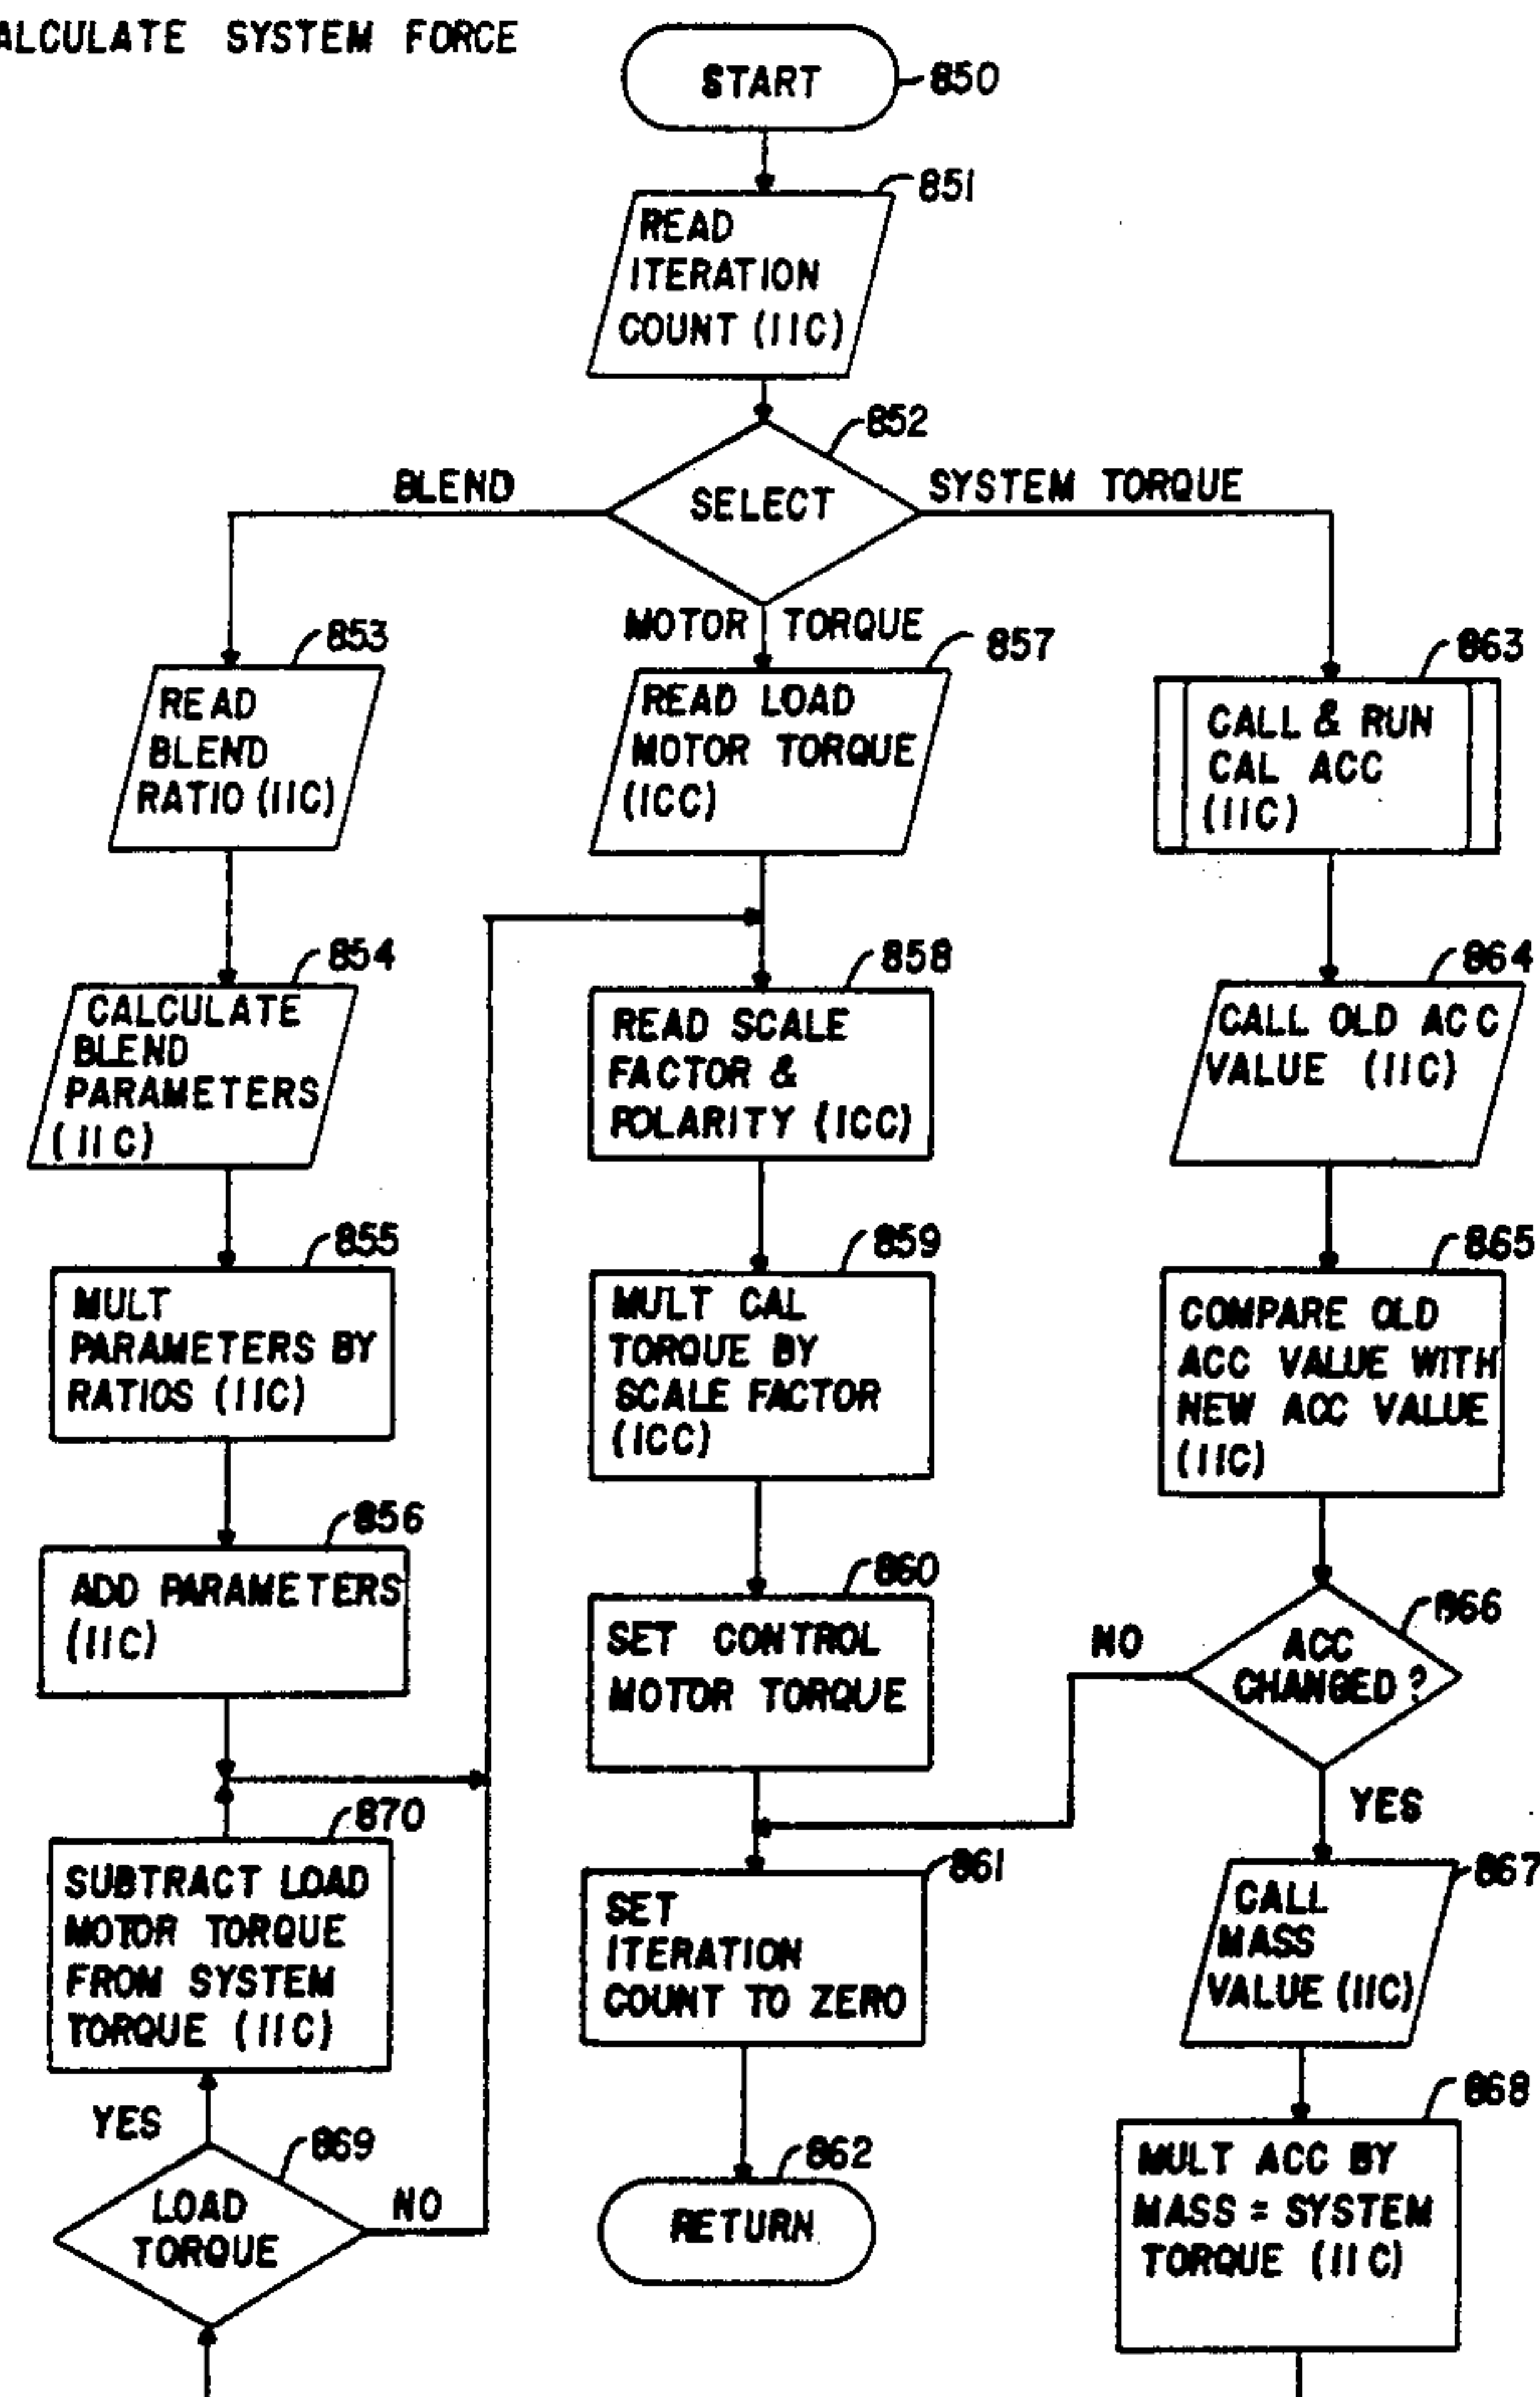 ALCULATE SYSTEM FORCE
START
850
851
READ
ITERATION
COUNT (IIC)
852
SELECT
BLEND
SYSTEM TORQUE
MOTOR TORQUE
853
READ
BLEND
RATIO (IIC)
857
READ LOAD
MOTOR TORQUE
(ICC)
863
CALL & RUN
CAL ACC
(IIC)
854
CALCULATE
BLEND
PARAMETERS
(IIC)
858
READ SCALE
FACTOR &
POLARITY (ICC)
864
CALL OLD ACC
VALUE (IIC)
855
MULT
PARAMETERS BY
RATIOS (IIC)
859
MULT CAL
TORQUE BY
SCALE FACTOR
(ICC)
865
COMPARE OLD
ACC VALUE WITH
NEW ACC VALUE
(IIC)
856
ADD PARAMETERS
(IIC)
860
SET CONTROL
MOTOR TORQUE
866
ACC
CHANGED?
NO
YES
870
SUBTRACT LOAD
MOTOR TORQUE
FROM SYSTEM
TORQUE (IIC)
861
SET
ITERATION
COUNT TO ZERO
867
CALL
MASS
VALUE (IIC)
YES
869
LOAD
TORQUE
NO
862
RETURN
868
MULT ACC BY
MASS = SYSTEM
TORQUE (IIC)